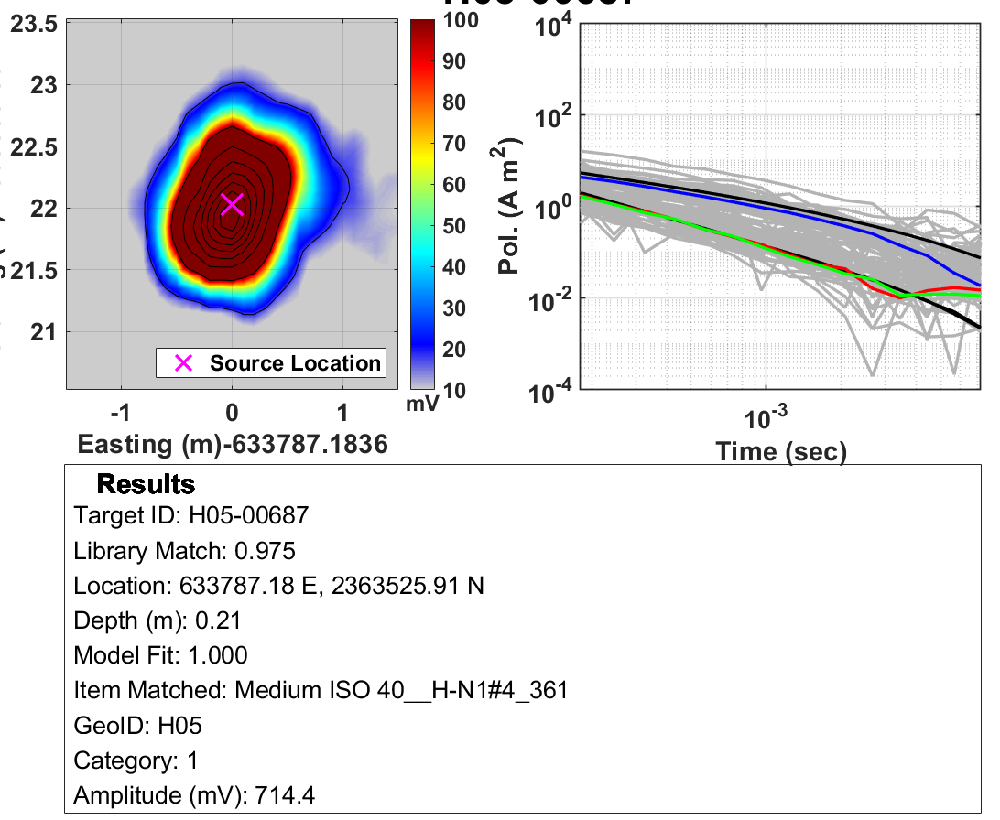 H05-00687
23.5
23
22.5
22
21.5
21
-1
0
1
Easting (m)-633787.1836
Source Location
100
90
80
70
60
50
40
30
20
10
mV
10^4
10^2
10^0
10^-2
10^-4
Pol. (A m^2)
10^-3
Time (sec)
Results
Target ID: H05-00687
Library Match: 0.975
Location: 633787.18 E, 2363525.91 N
Depth (m): 0.21
Model Fit: 1.000
Item Matched: Medium ISO 40__H-N1#4_361
GeoID: H05
Category: 1
Amplitude (mV): 714.4